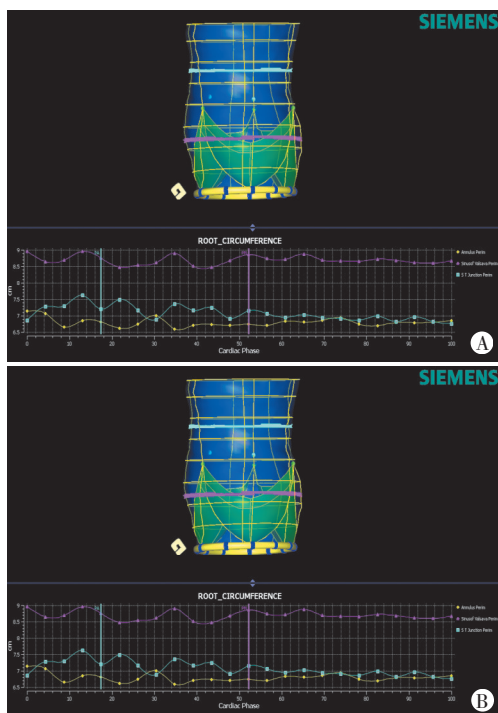 SIEMENS
ROOT_CIRCUMFERENCE
9
8.5
8
7.5
7
6.5
cm
0
10
20
30
40
50
60
70
80
90
100
Cardiac Phase
Annulus Perim
Sinus of Valsava Perim
S T Junction Perim
A
SIEMENS
ROOT_CIRCUMFERENCE
9
8.5
8
7.5
7
6.5
cm
0
10
20
30
40
50
60
70
80
90
100
Cardiac Phase
Annulus Perim
Sinus of Valsava Perim
S T Junction Perim
B